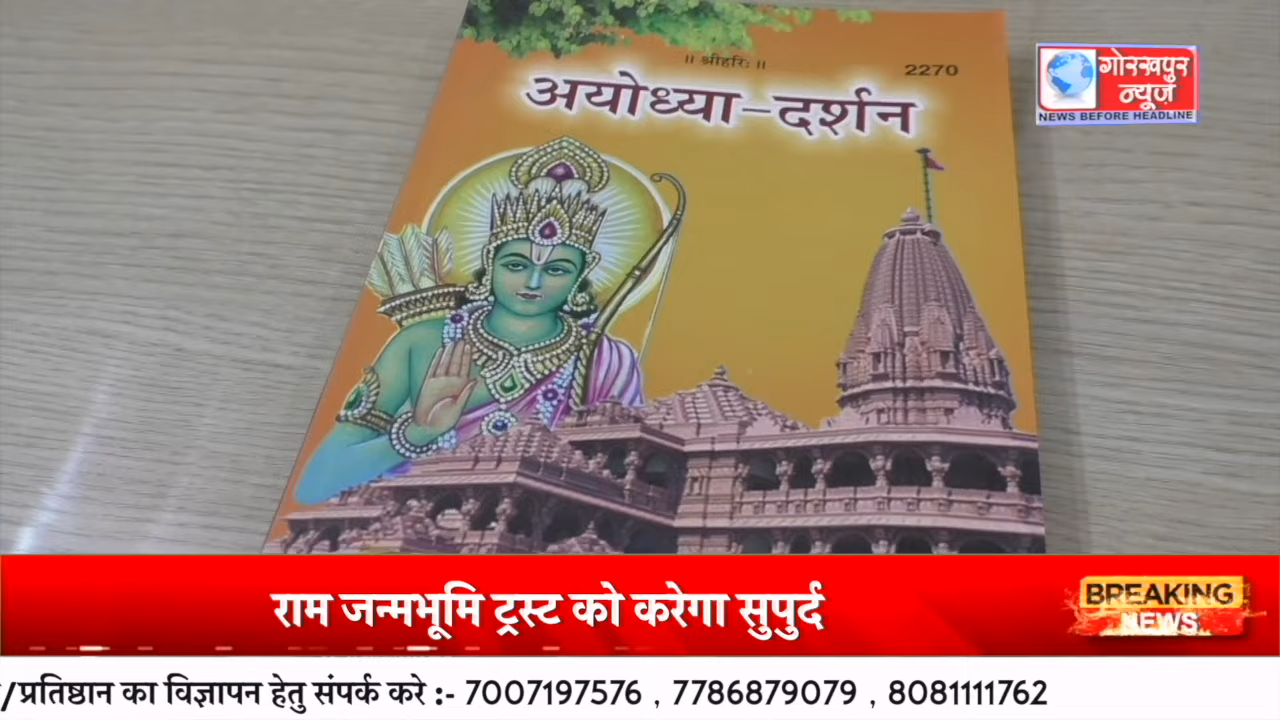 ॥ श्रीहरिः ॥
2270
अयोध्या-दर्शन
गोरखपुर
न्यूज़
NEWS BEFORE HEADLINE
राम जन्मभूमि ट्रस्ट को करेगा सुपुर्द
BREAKING
NEWS
/प्रतिष्ठान का विज्ञापन हेतु संपर्क करे :- 7007197576 , 7786879079 , 8081111762